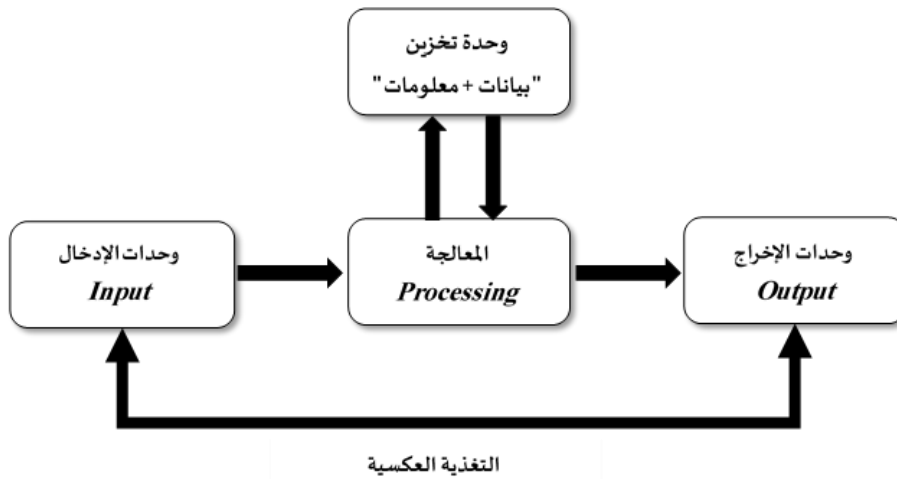 وحدة تخزين
"بيانات + معلومات"
وحدات الإدخال
Input
المعالجة
Processing
وحدات الإخراج
Output
التغذية العكسية